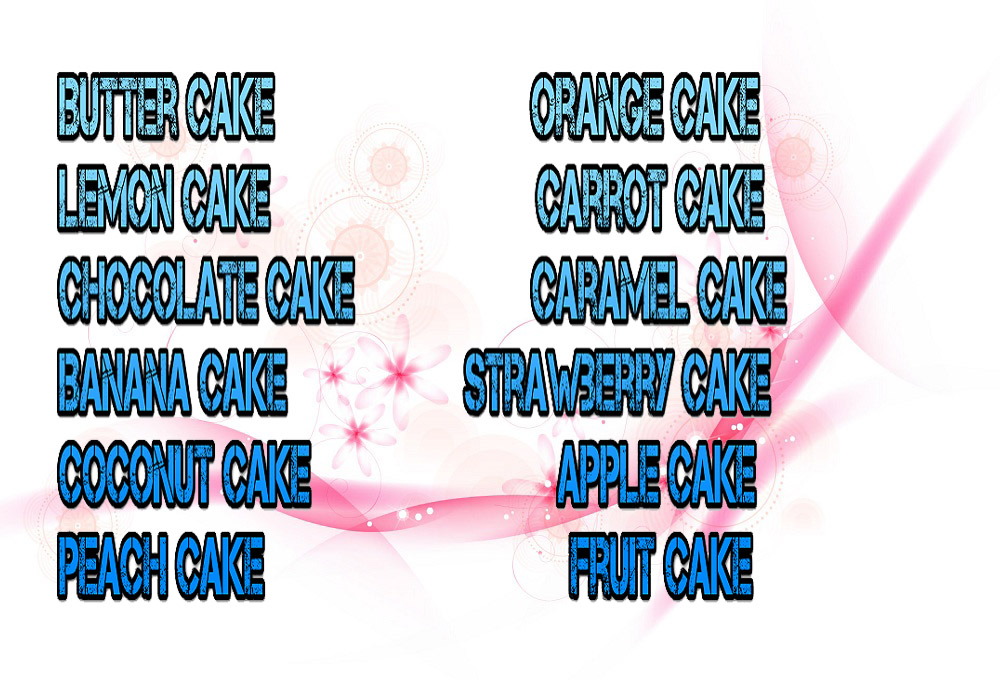 BUTTER CAKE
LEMON CAKE
CHOCOLATE CAKE
BANANA CAKE
COCONUT CAKE
PEACH CAKE
ORANGE CAKE
CARROT CAKE
CARAMEL CAKE
STRAWBERRY CAKE
APPLE CAKE
FRUIT CAKE